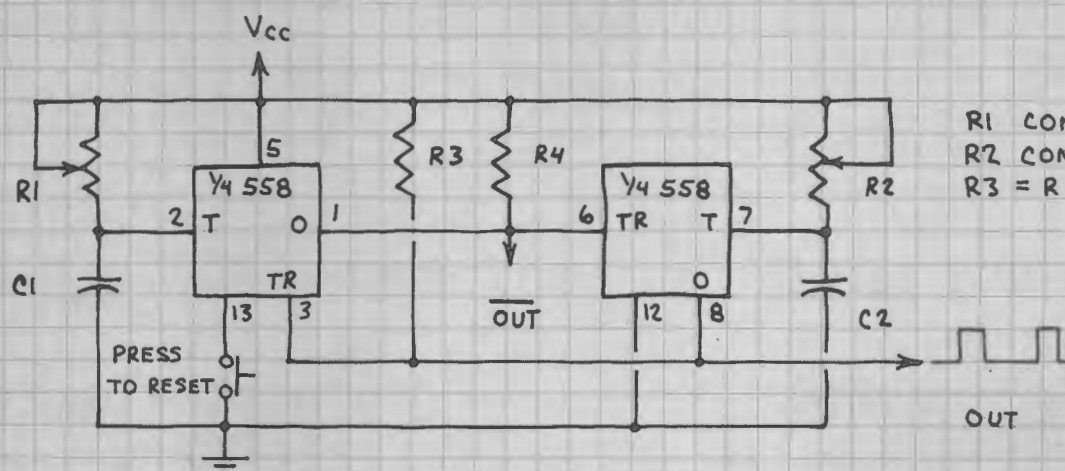 Vcc
5
R3
R4
R1 CON
R2 CON
R3 = R
R1
1/4 558
1/4 558
R2
2
T
O
1
6
TR
T
7
C1
TR
13
3
OUT
O
12
8
C2
PRESS
TO RESET
OUT